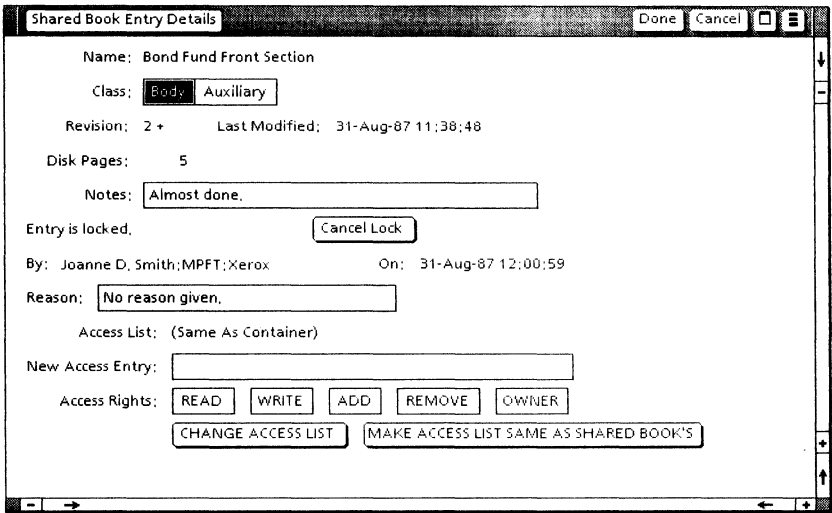 Shared Book Entry Details Done Cancel
Name: Bond Fund Front Section
Class: Body Auxiliary
Revision: 2 + Last Modified: 31-Aug-87 11:38:48
Disk Pages: 5
Notes: Almost done.
Entry is locked. Cancel Lock
By: Joanne D. Smith:MPFT:Xerox On: 31-Aug-87 12:00:59
Reason: No reason given.
Access List: (Same As Container)
New Access Entry:
Access Rights: READ WRITE ADD REMOVE OWNER
CHANGE ACCESS LIST MAKE ACCESS LIST SAME AS SHARED BOOK'S